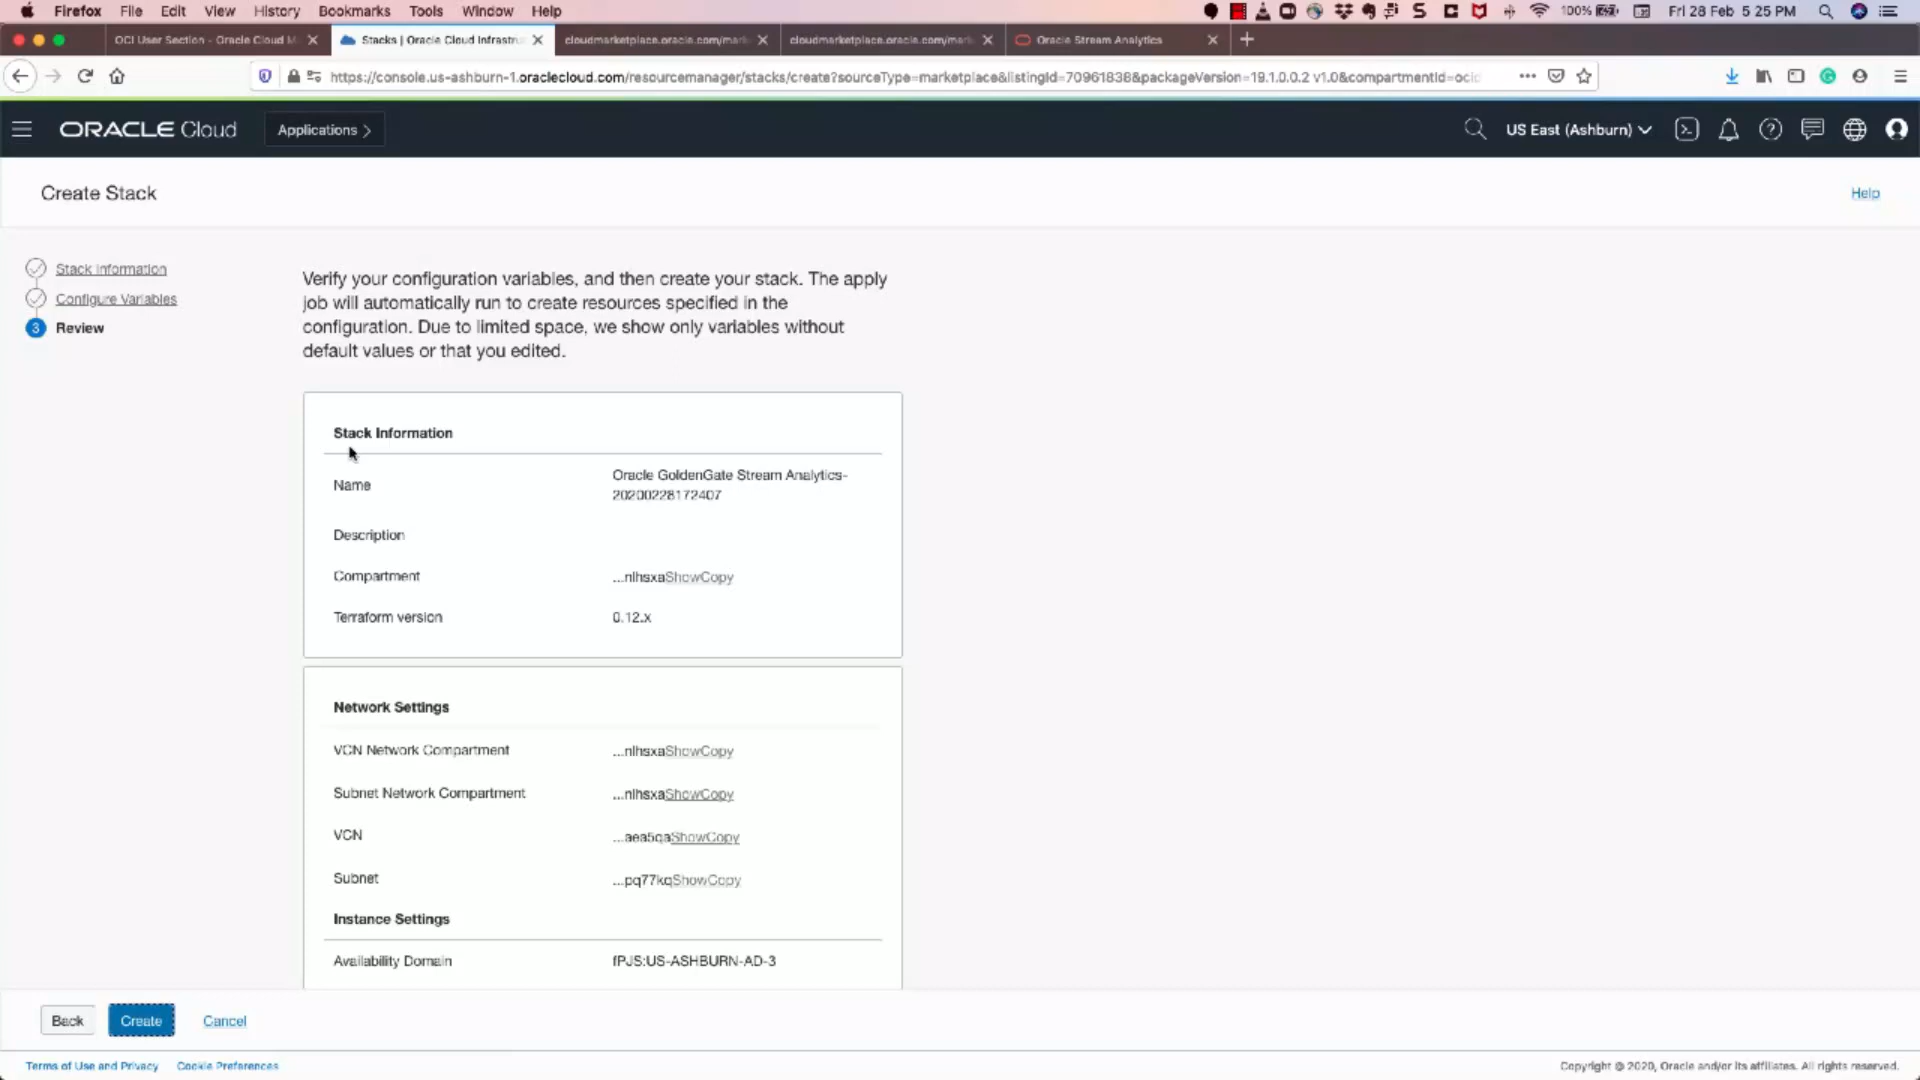 Firefox File Edit View History Bookmarks Tools Window Help 100% Fri 28 Feb 5 25 PM
OCI User Section - Oracle Cloud M Stacks | Oracle Cloud Infrastru cloudmarketplace.oracle.com/mark cloudmarketplace.oracle.com/mark Oracle Stream Analytics
https://console.us-ashburn-1.oraclecloud.com/resourcemanager/stacks/create?sourceType=marketplace&listingId=70961838&packageVersion=19.1.0.0.2 v1.0&compartmentId=ocid
ORACLE Cloud Applications US East (Ashburn)
Create Stack Help
Stack Information
Configure Variables
3 Review
Verify your configuration variables, and then create your stack. The apply
job will automatically run to create resources specified in the
configuration. Due to limited space, we show only variables without
default values or that you edited.
Stack Information
Name Oracle GoldenGate Stream Analytics-
20200228172407
Description
Compartment ...nlhsxaShowCopy
Terraform version 0.12.x
Network Settings
VCN Network Compartment ...nlhsxaShowCopy
Subnet Network Compartment ...nlhsxaShowCopy
VCN ...aea5qaShowCopy
Subnet ...pq77kqShowCopy
Instance Settings
Availability Domain fPJS:US-ASHBURN-AD-3
Back Create Cancel
Terms of Use and Privacy Cookie Preferences Copyright © 2020, Oracle and/or its affiliates. All rights reserved.